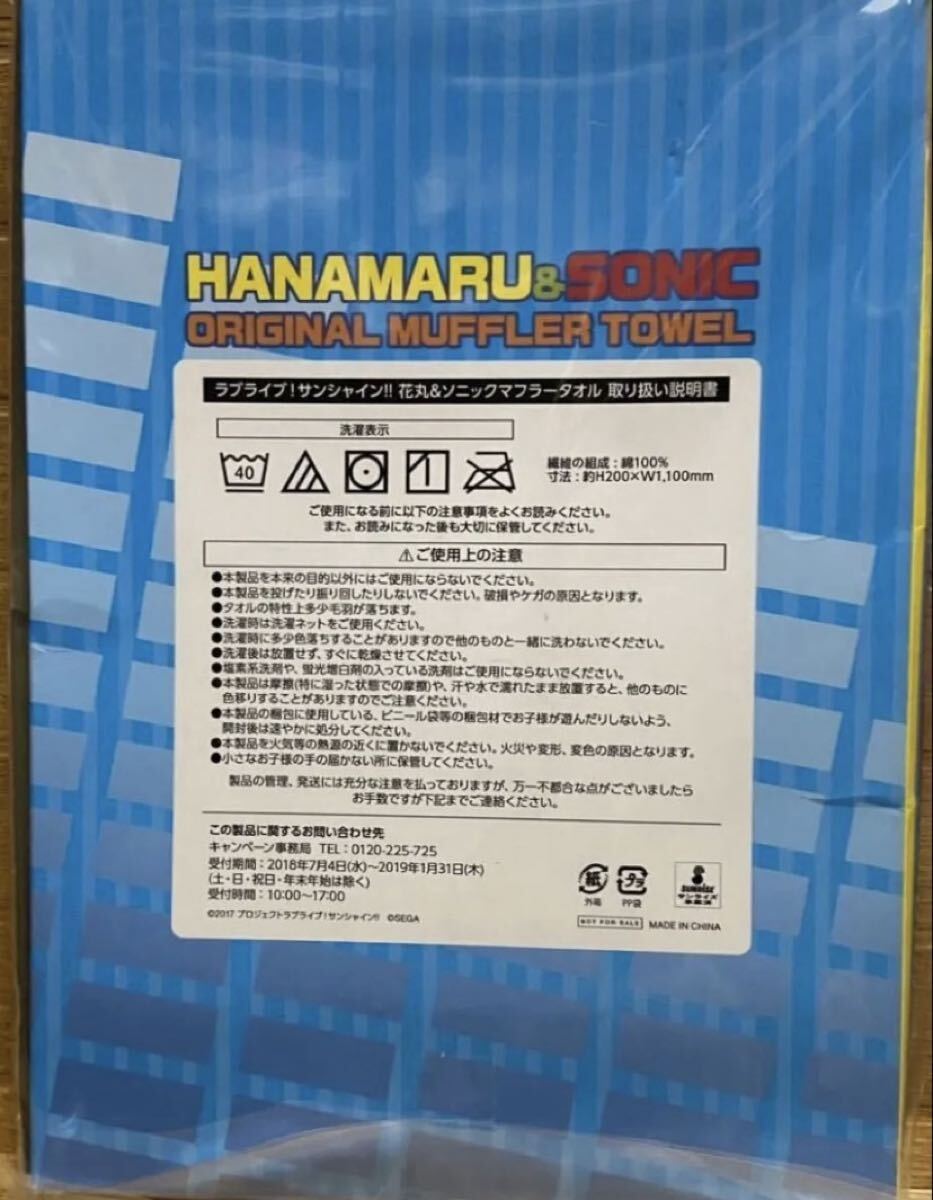 HANAMARU&SONIC
ORIGINAL MUFFLER TOWEL
ラブライブ!サンシャイン!! 花丸&ソニックマフラータオル 取り扱い説明書
洗濯表示
40
繊維の組成:綿100%
寸法:約H200×W1,100mm
ご使用になる前に以下の注意事項をよくお読みください。
また、お読みになった後も大切に保管してください。
⚠ご使用上の注意
●本製品を本来の目的以外にはご使用にならないでください。
●本製品を投げたり振り回したりしないでください。破損やケガの原因となります。
●タオルの特性上多少毛羽が落ちます。
●洗濯時は洗濯ネットをご使用ください。
●洗濯時に多少色落ちすることがありますので他のものと一緒に洗わないでください。
●洗濯後は放置せず、すぐに乾燥させてください。
●塩素系洗剤や、蛍光増白剤の入っている洗剤はご使用にならないでください。
●本製品は摩擦(特に湿った状態での摩擦)や、汗や水で濡れたまま放置すると、他のものに
色移りすることがありますのでご注意ください。
●本製品の梱包に使用している、ビニール袋等の梱包材でお子様が遊んだりしないよう、
開封後は速やかに処分してください。
●本製品を火気等の熱源の近くに置かないでください。火災や変形、変色の原因となります。
●小さなお子様の手の届かない所に保管してください。
製品の管理、発送には充分な注意を払っておりますが、万一不都合な点がございましたら
お手数ですが下記までご連絡ください。
この製品に関するお問い合わせ先
キャンペーン事務局 TEL:0120-225-725
受付期間:2018年7月4日(水)〜2019年1月31日(木)
(土・日・祝日・年末年始は除く)
受付時間:10:00〜17:00
©2017 プロジェクトラブライブ!サンシャイン!! ©SEGA
紙
外箱
プラ
PP袋
SUNRISE
サンライズ
承認済
NOT FOR SALE
MADE IN CHINA